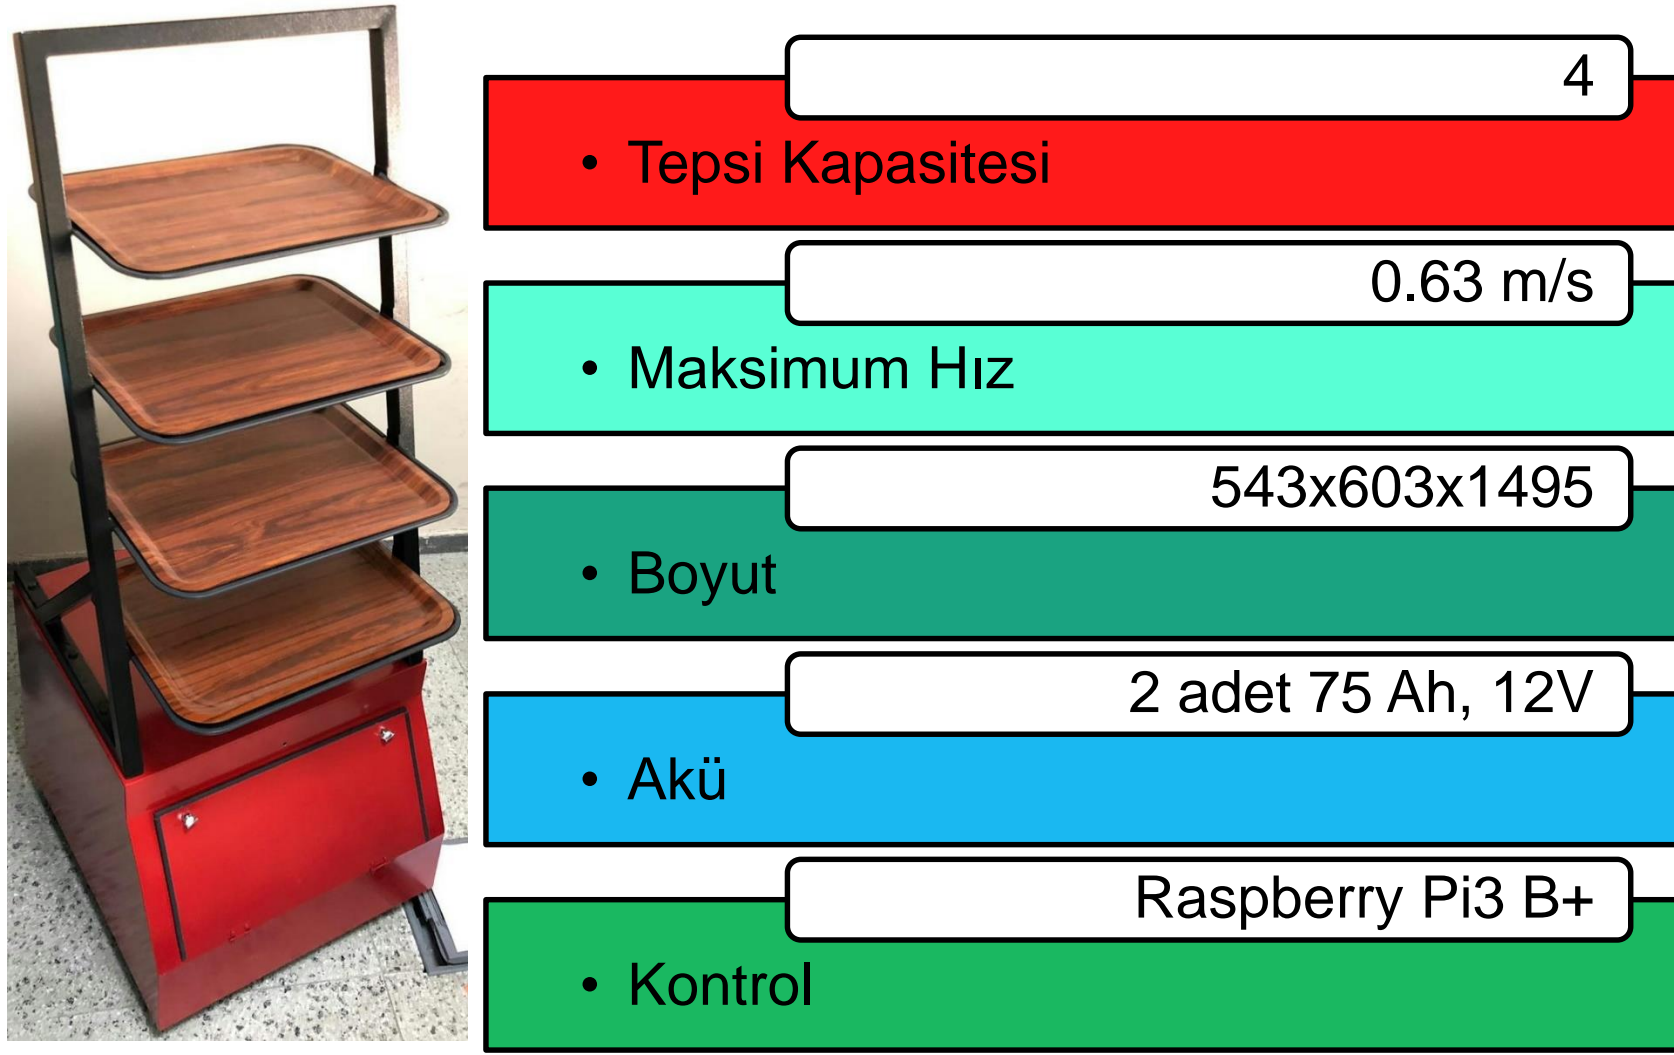 4
• Tepsi Kapasitesi
0.63 m/s
• Maksimum Hız
543x603x1495
• Boyut
2 adet 75 Ah, 12V
• Akü
Raspberry Pi3 B+
• Kontrol